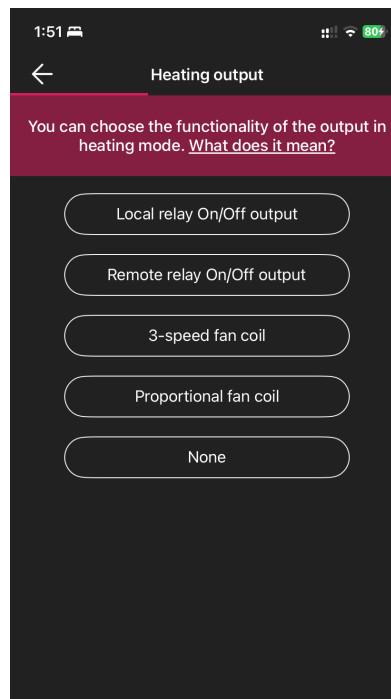 1:51
80
Heating output
You can choose the functionality of the output in
heating mode. What does it mean?
Local relay On/Off output
Remote relay On/Off output
3-speed fan coil
Proportional fan coil
None